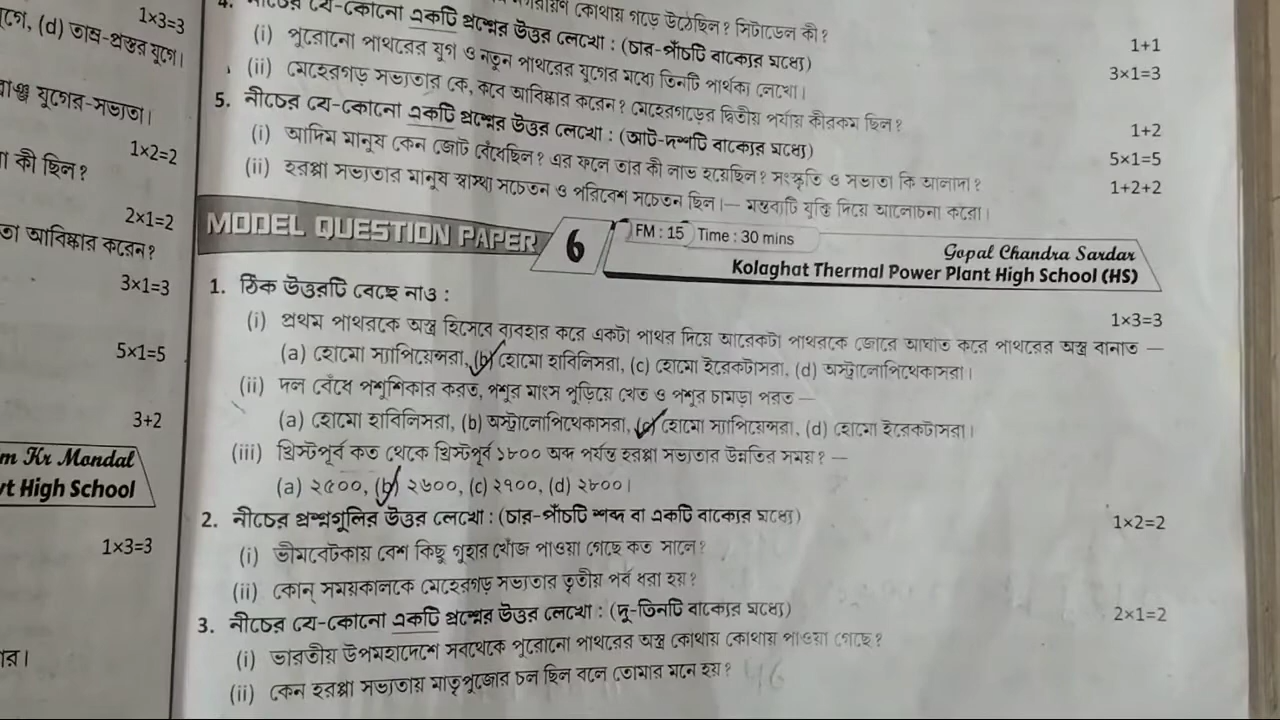 1×3=3
যুগে, (d) তাম্র-প্রস্তর যুগে।
যুগের-সভ্যতা।
1×2=2
কী ছিল?
2×1=2
আবিষ্কার করেন?
3×1=3
5×1=5
3+2
m Kr Mondal
rt High School
1×3=3
কোথায় গড়ে উঠেছিল? সিটাডেল কী?
1+1
4. নীচের যে-কোনো একটি প্রশ্নের উত্তর লেখো : (চার-পাঁচটি বাক্যের মধ্যে)
3×1=3
(i) পুরোনো পাথরের যুগ ও নতুন পাথরের যুগের মধ্যে তিনটি পার্থক্য লেখো।
(ii) মেহেরগড় সভ্যতার কে, কবে আবিষ্কার করেন? মেহেরগড়ের দ্বিতীয় পর্যায় কীরকম ছিল?
1+2
5. নীচের যে-কোনো একটি প্রশ্নের উত্তর লেখো : (আট-দশটি বাক্যের মধ্যে)
5×1=5
(i) আদিম মানুষ কেন জোট বেঁধেছিল? এর ফলে তার কী লাভ হয়েছিল? সংস্কৃতি ও সভ্যতা কি আলাদা?
1+2+2
(ii) হরপ্পা সভ্যতার মানুষ স্বাস্থ্য সচেতন ও পরিবেশ সচেতন ছিল।— মন্তব্যটি যুক্তি দিয়ে আলোচনা করো।
MODEL QUESTION PAPER 6 FM : 15 Time : 30 mins
Gopal Chandra Sardar
Kolaghat Thermal Power Plant High School (HS)
1. ঠিক উত্তরটি বেছে নাও :
1×3=3
(i) প্রথম পাথরকে অস্ত্র হিসেবে ব্যবহার করে একটা পাথর দিয়ে আরেকটা পাথরকে জোরে আঘাত করে পাথরের অস্ত্র বানাত —
(a) হোমো স্যাপিয়েন্সরা, (b) হোমো হাবিলিসরা, (c) হোমো ইরেকটাসরা, (d) অস্ট্রালোপিথেকাসরা।
(ii) দল বেঁধে পশুশিকার করত, পশুর মাংস পুড়িয়ে খেত ও পশুর চামড়া পরত —
(a) হোমো হাবিলিসরা, (b) অস্ট্রালোপিথেকাসরা, (c) হোমো স্যাপিয়েন্সরা, (d) হোমো ইরেকটাসরা।
(iii) খ্রিস্টপূর্ব কত থেকে খ্রিস্টপূর্ব ১৮০০ অব্দ পর্যন্ত হরপ্পা সভ্যতার উন্নতির সময়? —
(a) ২৫০০, (b) ২৬০০, (c) ২৭০০, (d) ২৮০০।
2. নীচের প্রশ্নগুলির উত্তর লেখো : (চার-পাঁচটি শব্দ বা একটি বাক্যের মধ্যে)
1×2=2
(i) ভীমবেটকায় বেশ কিছু গুহার খোঁজ পাওয়া গেছে কত সালে?
(ii) কোন্ সময়কালকে মেহেরগড় সভ্যতার তৃতীয় পর্ব ধরা হয়?
3. নীচের যে-কোনো একটি প্রশ্নের উত্তর লেখো : (দু-তিনটি বাক্যের মধ্যে)
2×1=2
(i) ভারতীয় উপমহাদেশে সবথেকে পুরোনো পাথরের অস্ত্র কোথায় কোথায় পাওয়া গেছে?
(ii) কেন হরপ্পা সভ্যতায় মাতৃপুজোর চল ছিল বলে তোমার মনে হয়?